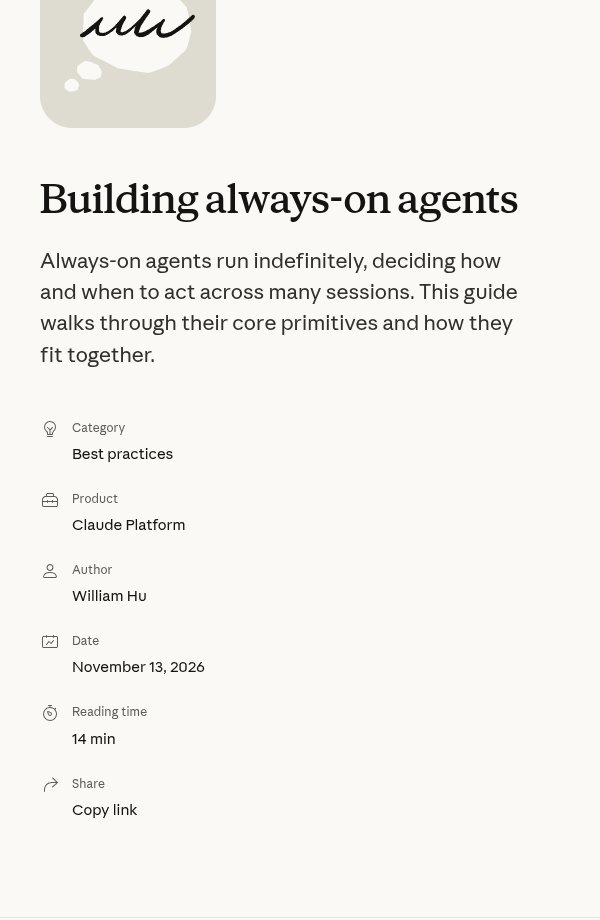 Building always-on agents
Always-on agents run indefinitely, deciding how
and when to act across many sessions. This guide
walks through their core primitives and how they
fit together.
Category
Best practices
Product
Claude Platform
Author
William Hu
Date
November 13, 2026
Reading time
14 min
Share
Copy link